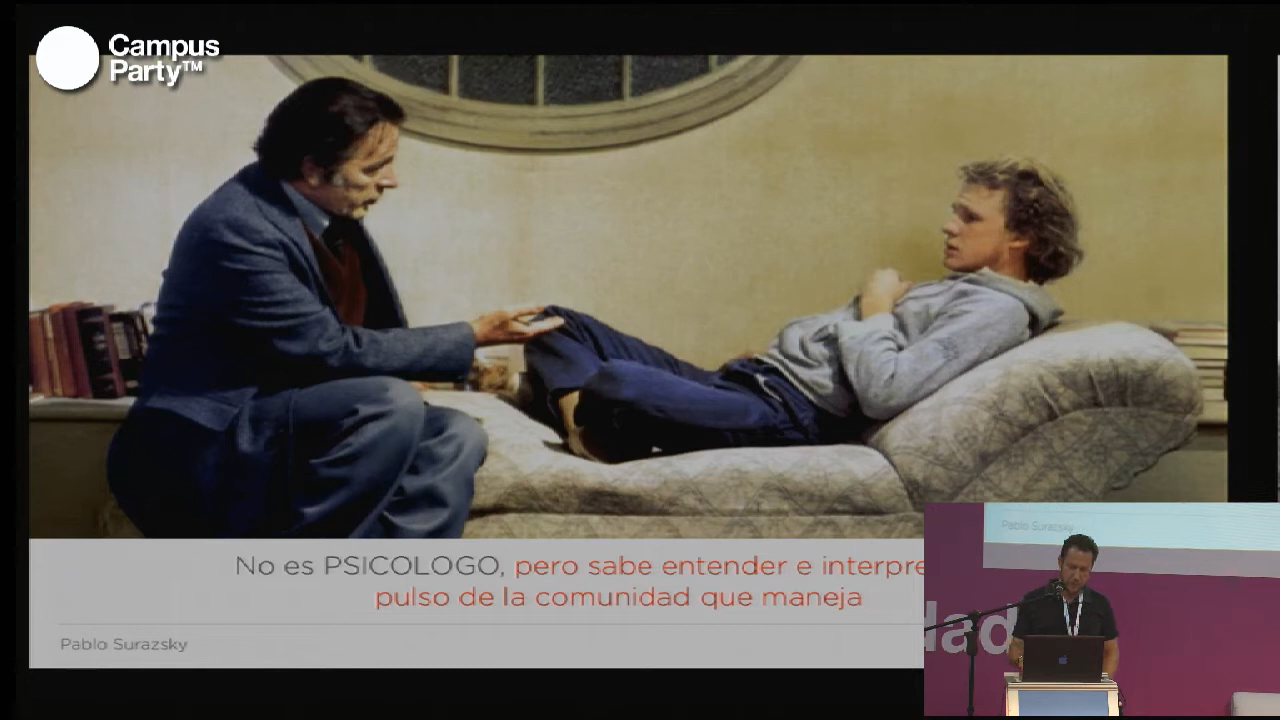 Campus
Party™
No es PSICOLOGO, pero sabe entender e interpre
pulso de la comunidad que maneja
Pablo Surazsky
Pablo Surazsky
dad